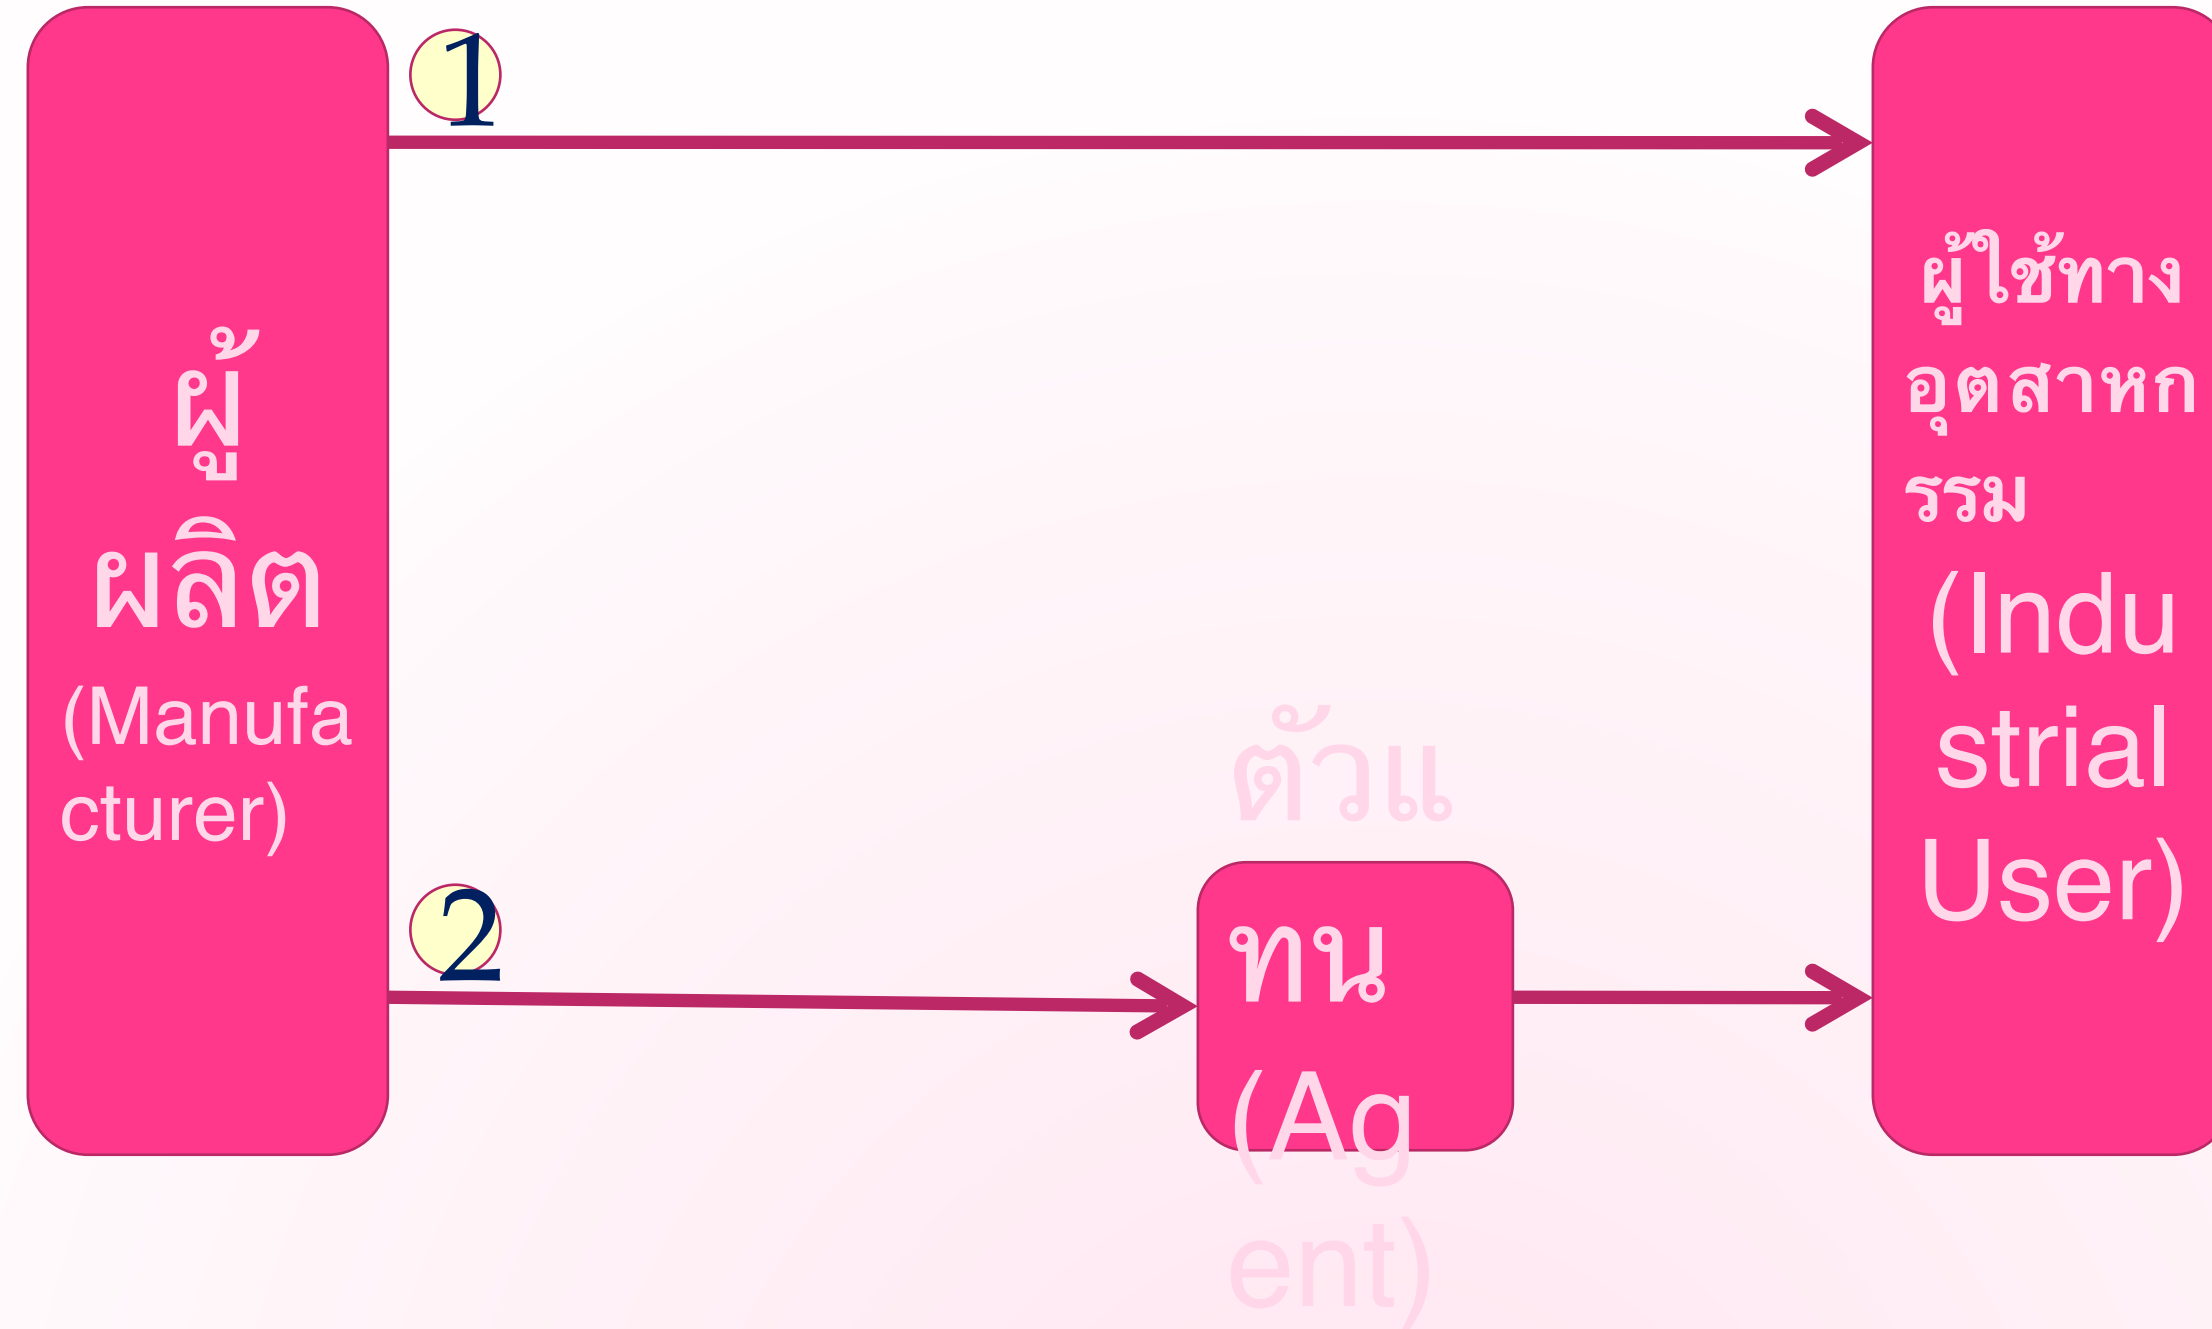 1
ผู้
ผลิต
(Manufa
cturer)
2
ตัวแ
ทน
(Ag
ent)
ผู้ใช้ทาง
อุตสาหก
รรม
(Indu
strial
User)